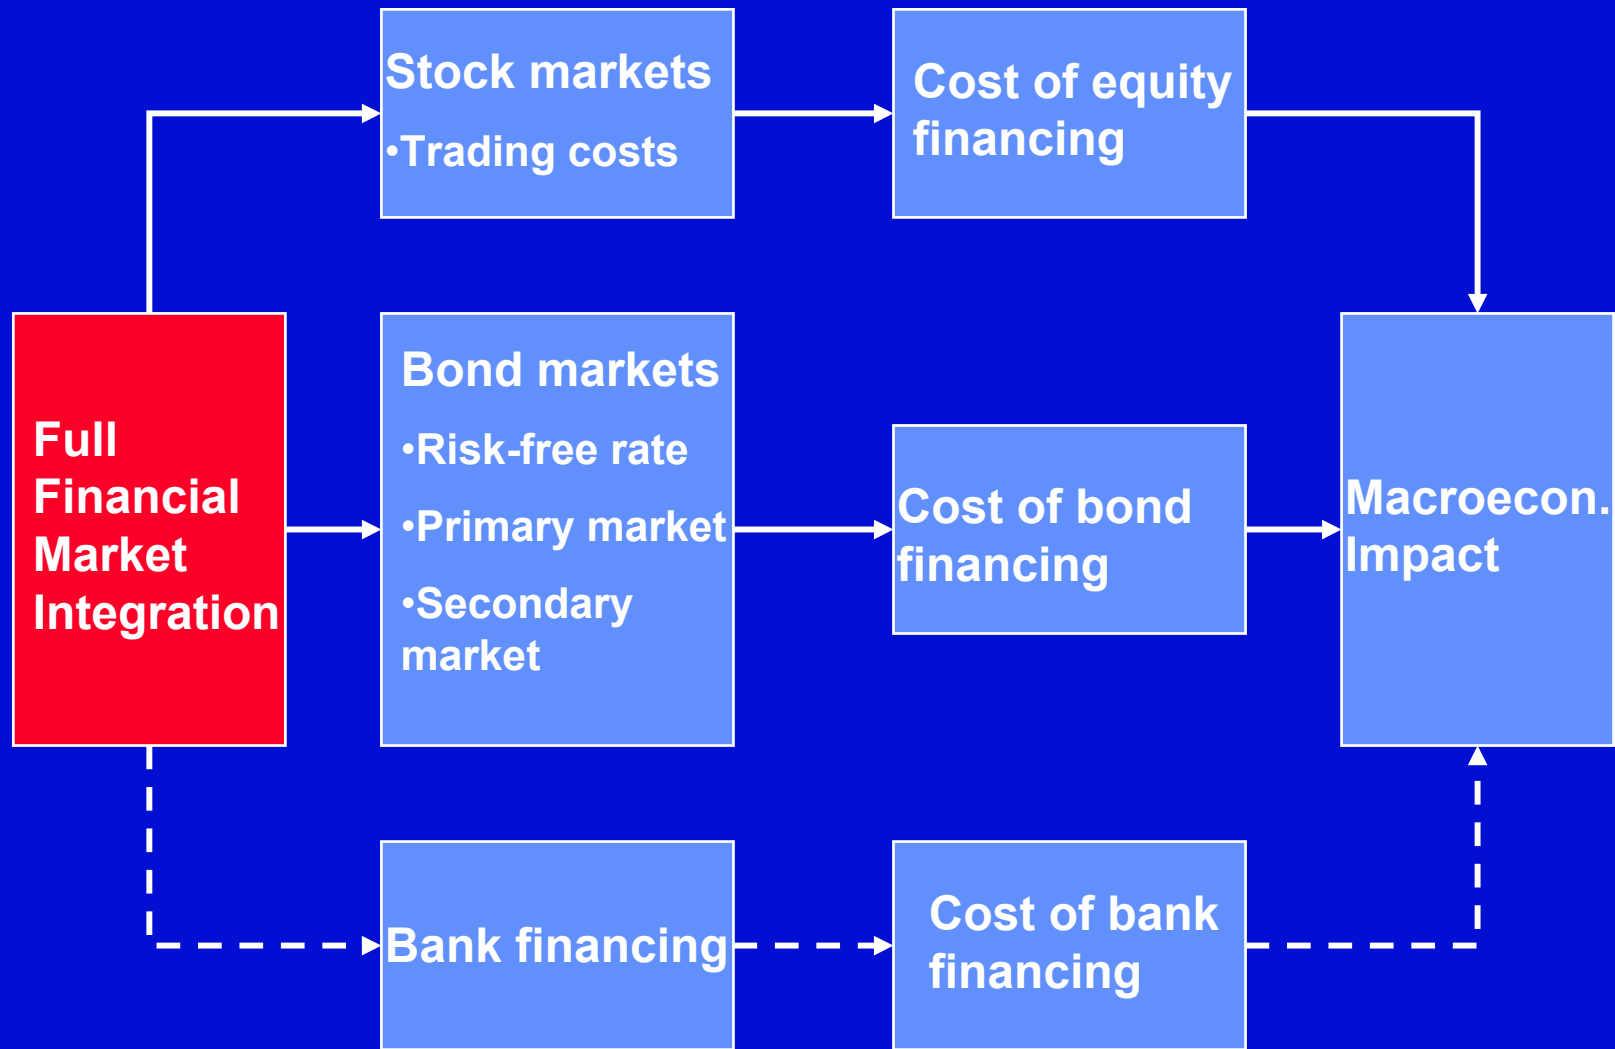 Stock markets
•Trading costs
Cost of equity
financing
Full
Financial
Market
Integration
Bond markets
•Risk-free rate
•Primary market
•Secondary
market
Cost of bond
financing
Macroecon.
Impact
Bank financing
Cost of bank
financing